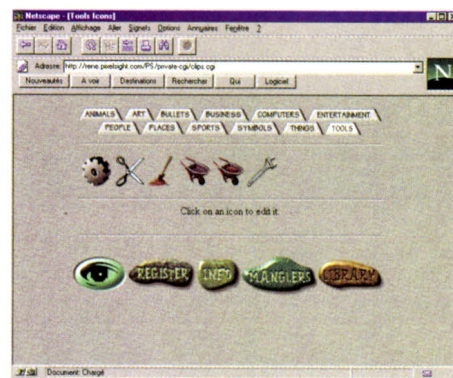 Netscape - [Tools Icons]
Fichier Edition Affichage Aller Signets Options Annuaires Fenêtre ?
Adresse: http://rene.pixelsight.com/PS/private-cgi/clips.cgi
Nouveautés A voir Destinations Rechercher Qui Logiciel
N
ANIMALS ART BULLETS BUSINESS COMPUTERS ENTERTAINMENT
PEOPLE PLACES SPORTS SYMBOLS THINGS TOOLS
Click on an icon to edit it
REGISTER INFO MANGLERS LIBRARY
Document: Chargé